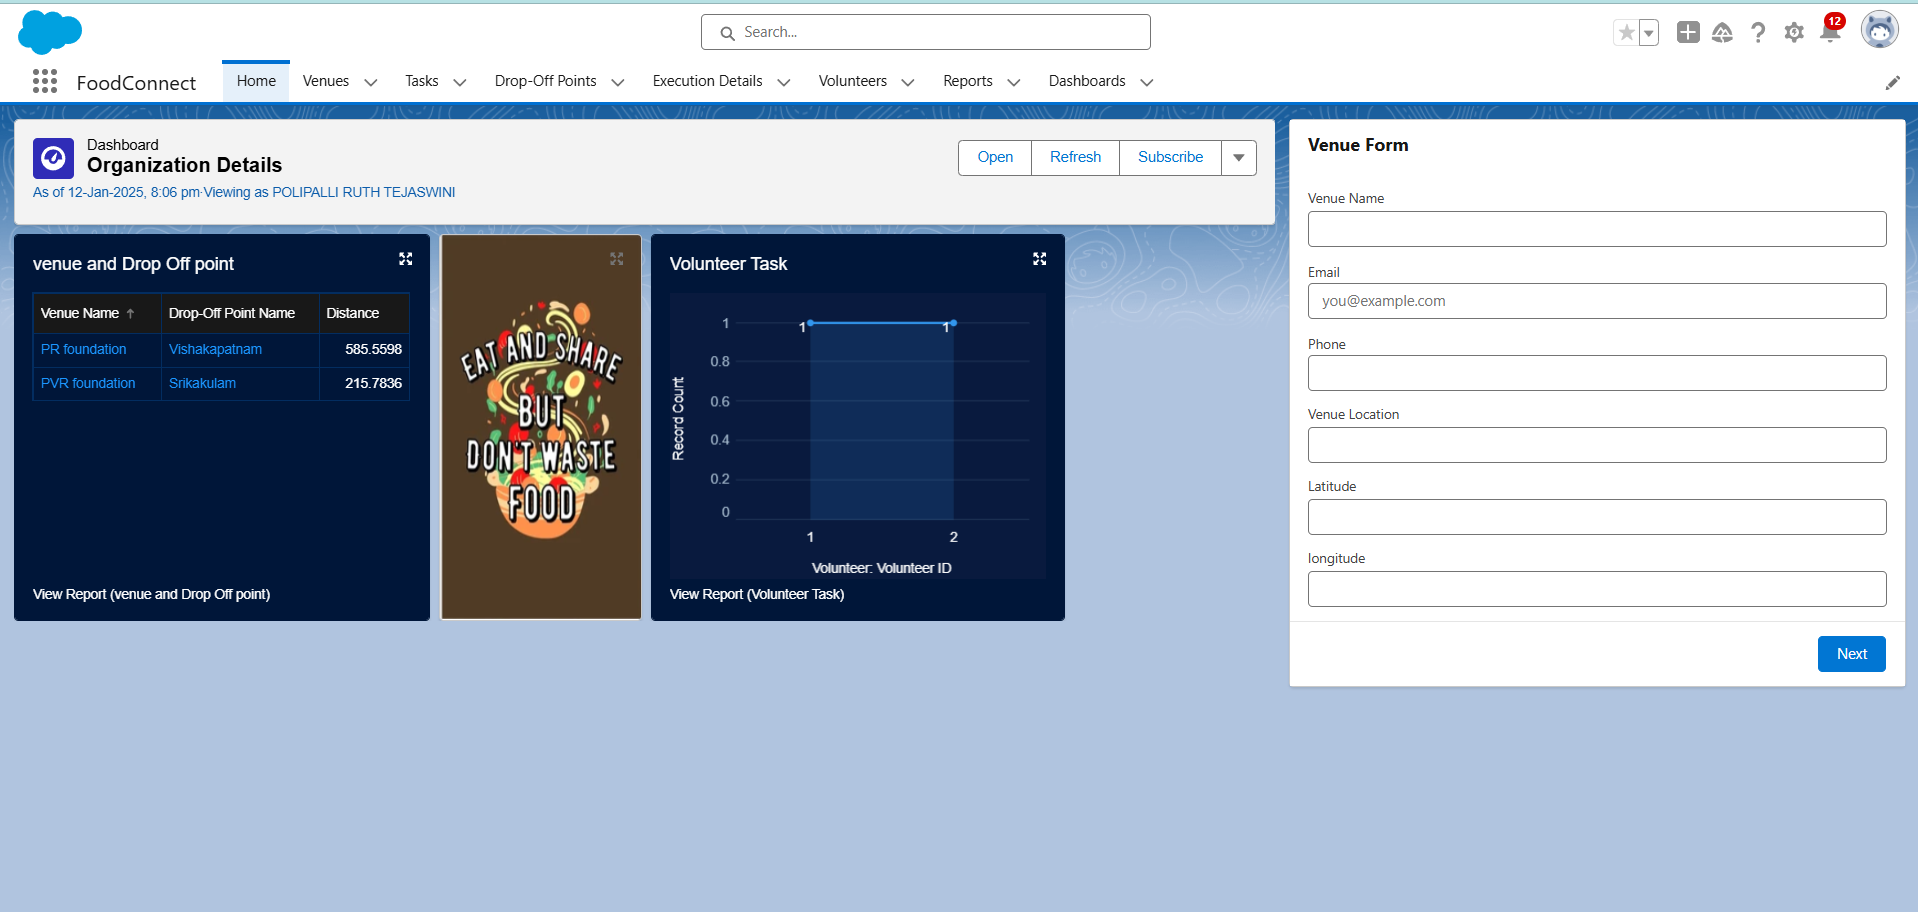 Search...
12
FoodConnect
Home
Venues
Tasks
Drop-Off Points
Execution Details
Volunteers
Reports
Dashboards
Dashboard
Organization Details
As of 12-Jan-2025, 8:06 pm·Viewing as POLIPALLI RUTH TEJASWINI
Open
Refresh
Subscribe
venue and Drop Off point
Venue Name ↑ Drop-Off Point Name Distance
PR foundation Vishakapatnam 585.5598
PVR foundation Srikakulam 215.7836
View Report (venue and Drop Off point)
EAT AND SHARE
BUT
DON'T WASTE
FOOD
Volunteer Task
Record Count
1
0.8
0.6
0.4
0.2
0
1
1
1
2
Volunteer: Volunteer ID
View Report (Volunteer Task)
Venue Form
Venue Name
Email
you@example.com
Phone
Venue Location
Latitude
longitude
Next